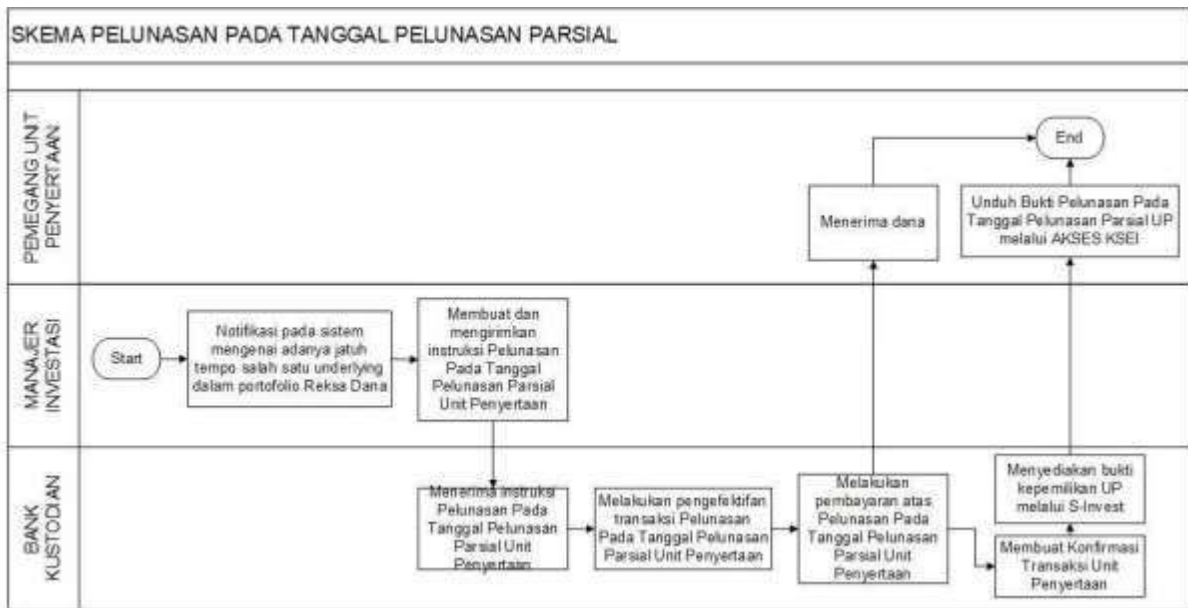 SKEMA PELUNASAN PADA TANGGAL PELUNASAN PARSIAL
PEMEGANG UNIT
PENYERTAAN
End
Menerima dana
Unduh Bukti Pelunasan Pada
Tanggal Pelunasan Parsial UP
melalui AKSES KSEI
MANAJER
INVESTASI
Start
Notifikasi pada sistem
mengenai adanya jatuh
tempo salah satu underlying
dalam portofolio Reksa Dana
Membuat dan
mengirimkan
instruksi Pelunasan
Pada Tanggal
Pelunasan Parsial
Unit Penyertaan
BANK
KUSTODIAN
Menerima instruksi
Pelunasan Pada
Tanggal Pelunasan
Parsial Unit
Penyertaan
Melakukan pengefektifan
transaksi Pelunasan
Pada Tanggal Pelunasan
Parsial Unit Penyertaan
Melakukan
pembayaran atas
Pelunasan Pada
Tanggal Pelunasan
Parsial Unit
Penyertaan
Menyediakan bukti
kepemilikan UP
melalui S-Invest
Membuat Konfirmasi
Transaksi Unit
Penyertaan